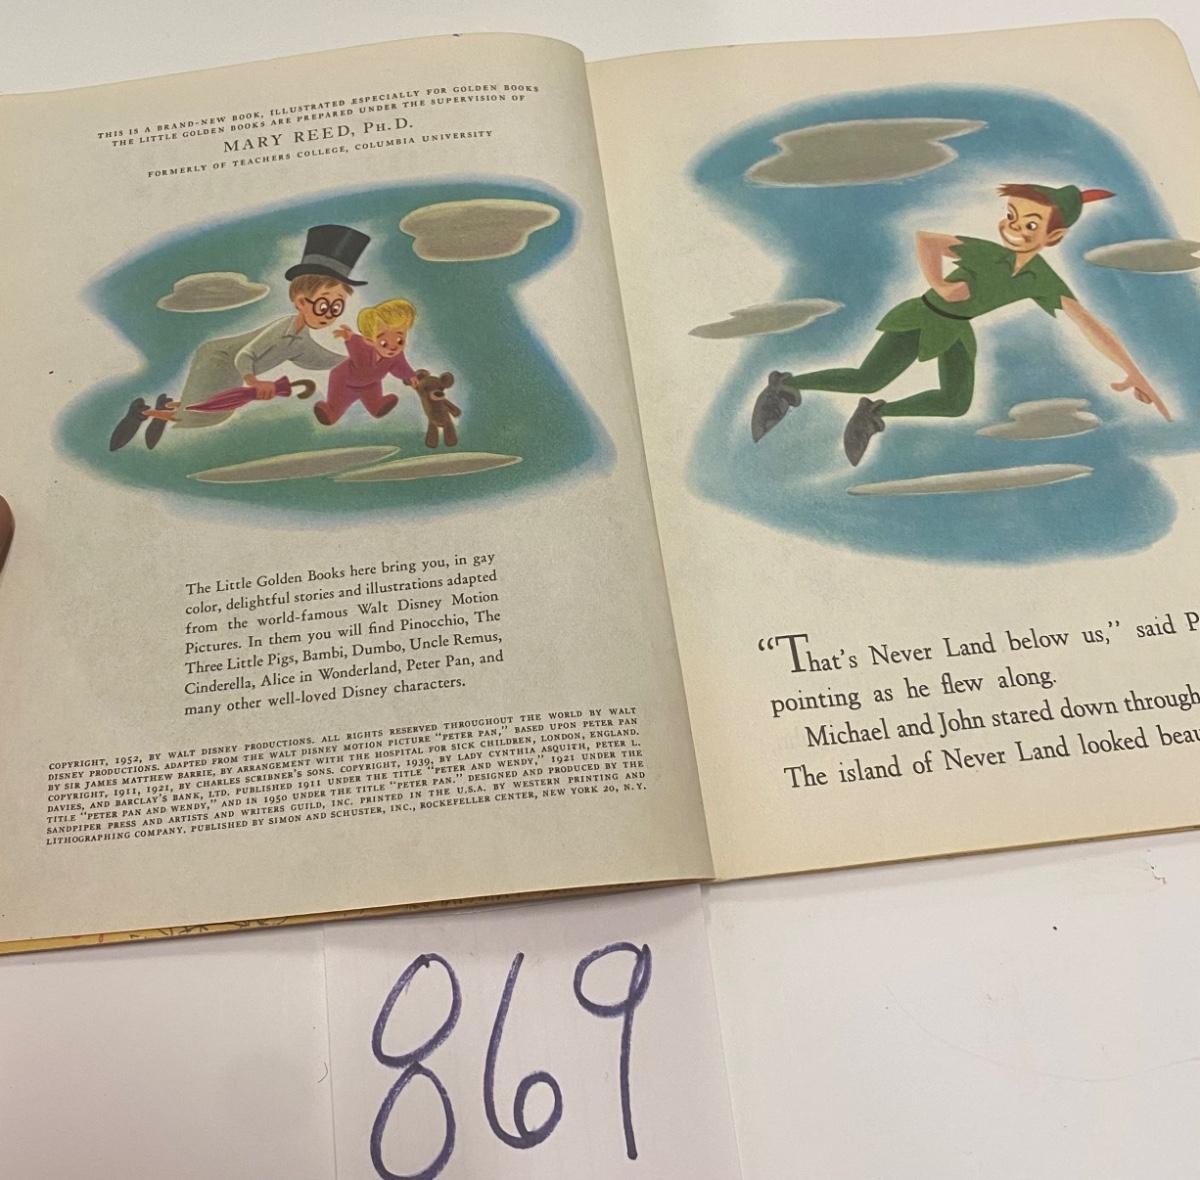 THIS IS A BRAND-NEW BOOK, ILLUSTRATED ESPECIALLY FOR GOLDEN BOOKS
THE LITTLE GOLDEN BOOKS ARE PREPARED UNDER THE SUPERVISION OF
MARY REED, PH.D.
FORMERLY OF TEACHERS COLLEGE, COLUMBIA UNIVERSITY
The Little Golden Books here bring you, in gay
color, delightful stories and illustrations adapted
from the world-famous Walt Disney Motion
Pictures. In them you will find Pinocchio, The
Three Little Pigs, Bambi, Dumbo, Uncle Remus,
Cinderella, Alice in Wonderland, Peter Pan, and
many other well-loved Disney characters.
COPYRIGHT, 1952, BY WALT DISNEY PRODUCTIONS. ALL RIGHTS RESERVED THROUGHOUT THE WORLD BY WALT
DISNEY PRODUCTIONS. ADAPTED FROM THE WALT DISNEY MOTION PICTURE "PETER PAN," BASED UPON PETER PAN
BY SIR JAMES MATTHEW BARRIE, BY ARRANGEMENT WITH THE HOSPITAL FOR SICK CHILDREN, LONDON, ENGLAND.
COPYRIGHT, 1911, 1921, BY CHARLES SCRIBNER'S SONS. COPYRIGHT, 1939, BY LADY CYNTHIA ASQUITH, PETER L.
DAVIES, AND BARCLAY'S BANK, LTD. PUBLISHED 1911 UNDER THE TITLE "PETER AND WENDY," 1921 UNDER THE
TITLE "PETER PAN AND WENDY," AND IN 1950 UNDER THE TITLE "PETER PAN." DESIGNED AND PRODUCED BY THE
SANDPIPER PRESS AND ARTISTS AND WRITERS GUILD, INC. PRINTED IN THE U.S.A. BY WESTERN PRINTING AND
LITHOGRAPHING COMPANY. PUBLISHED BY SIMON AND SCHUSTER, INC., ROCKEFELLER CENTER, NEW YORK 20, N.Y.
"That's Never Land below us," said P
pointing as he flew along.
Michael and John stared down through
The island of Never Land looked beau
869